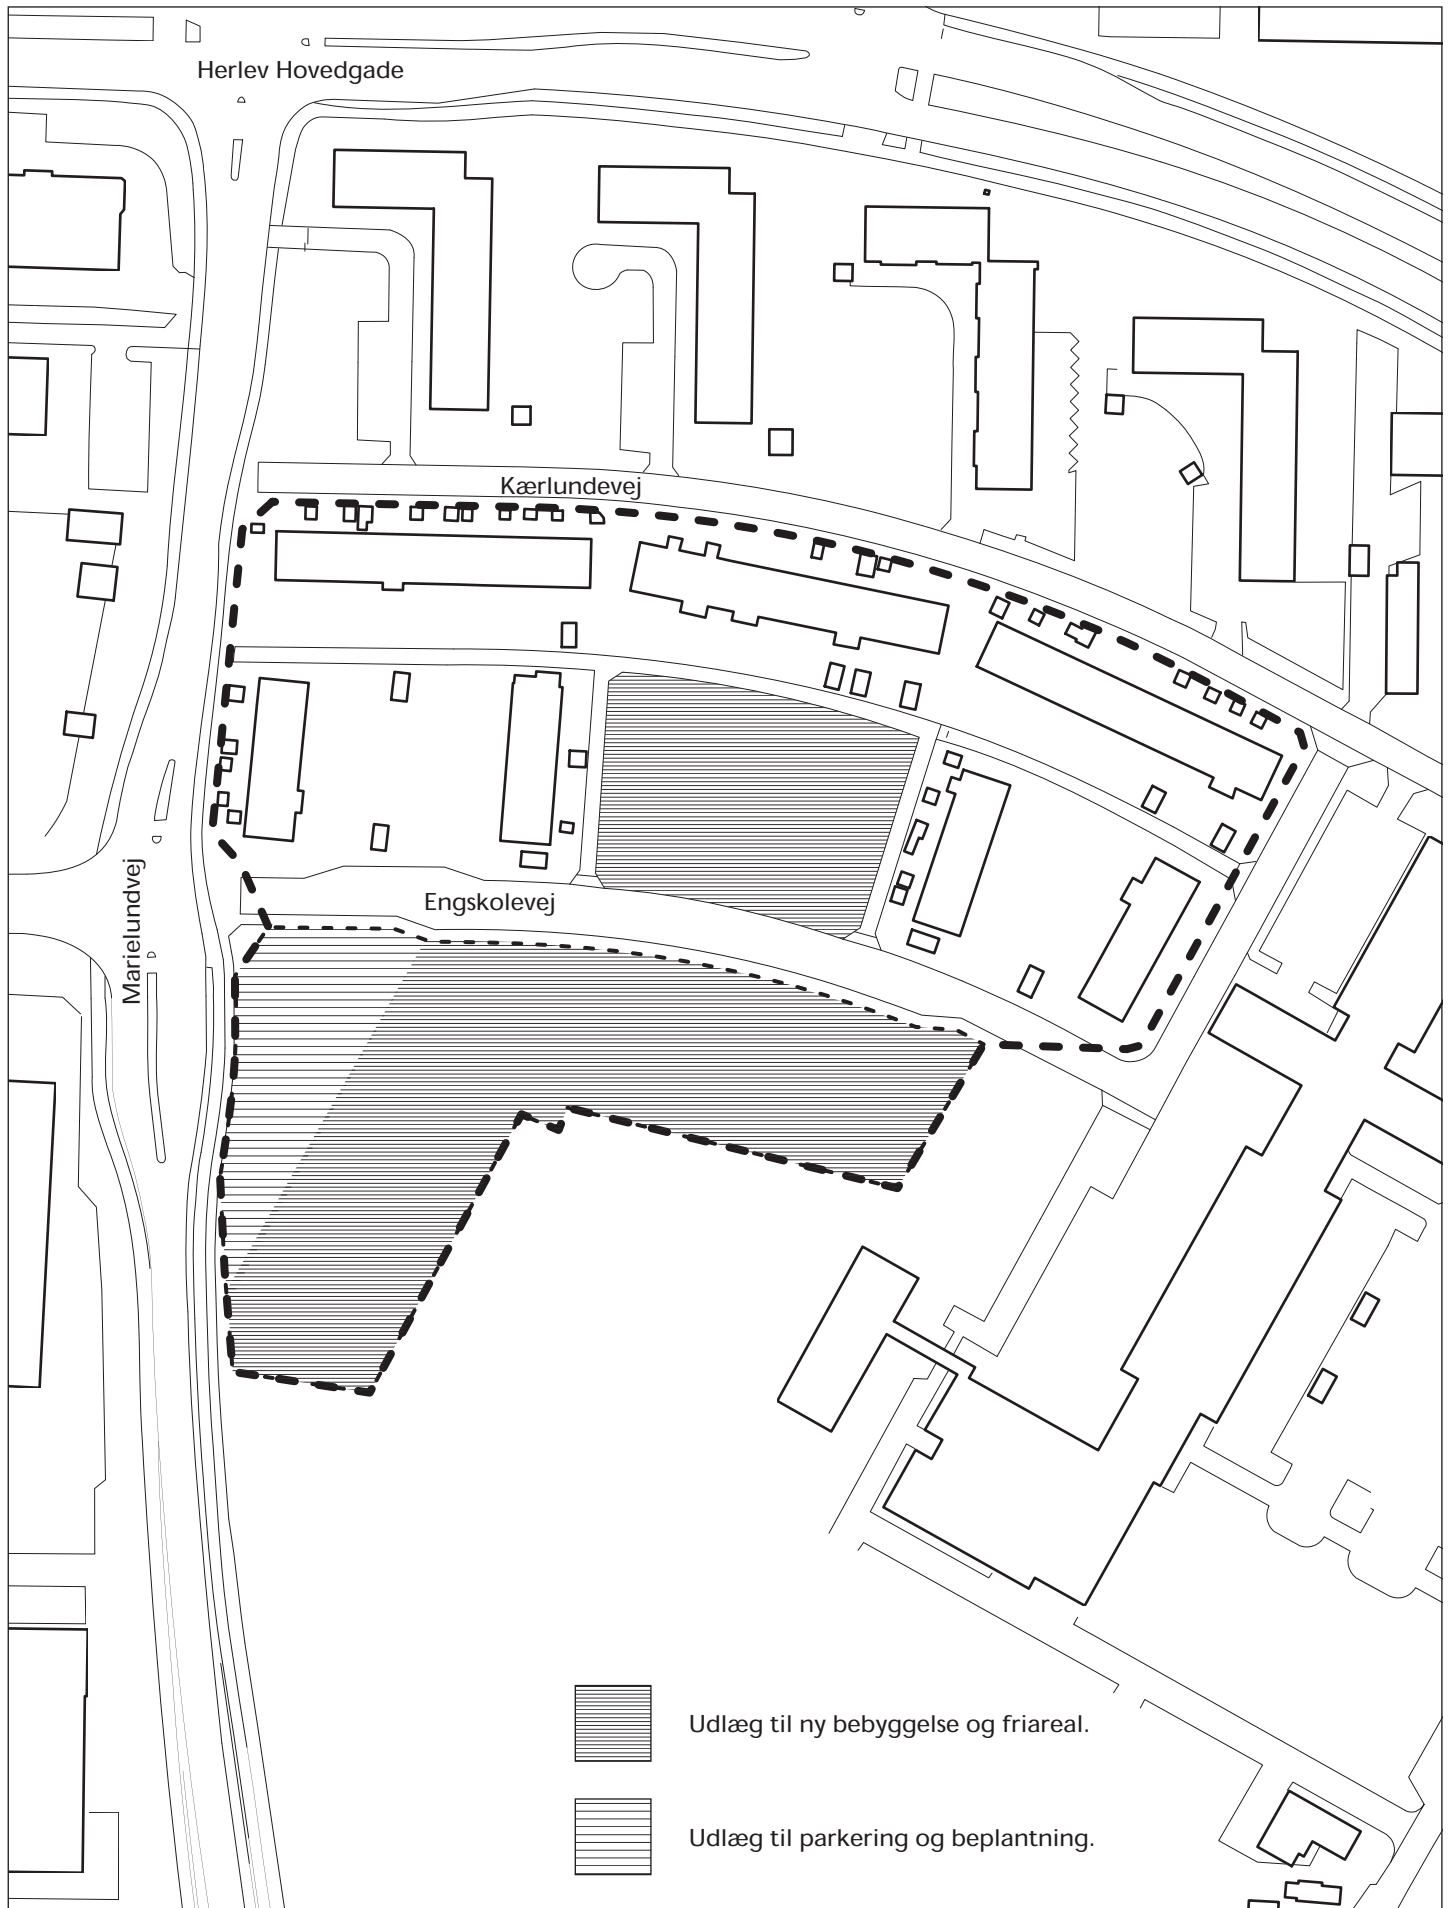 Herlev Hovedgade
Kærlundevej
Engskolevej
Marielundvej
Udlæg til ny bebyggelse og friareal.
Udlæg til parkering og beplantning.